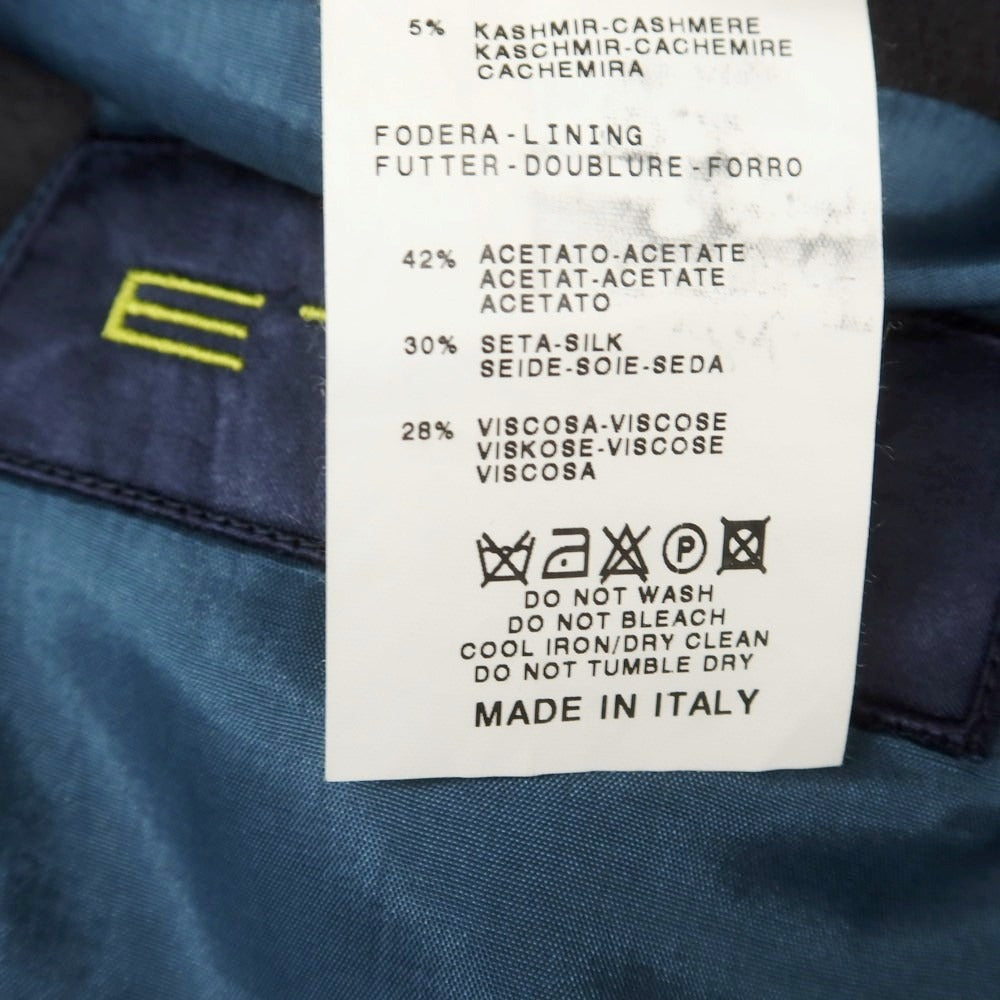 5% KASHMIR-CASHMERE
KASCHMIR-CACHEMIRE
CACHEMIRA
FODERA-LINING
FUTTER-DOUBLURE-FORRO
42% ACETATO-ACETATE
ACETAT-ACETATE
ACETATO
30% SETA-SILK
SEIDE-SOIE-SEDA
28% VISCOSA-VISCOSE
VISKOSE-VISCOSE
VISCOSA
P
DO NOT WASH
DO NOT BLEACH
COOL IRON/DRY CLEAN
DO NOT TUMBLE DRY
MADE IN ITALY